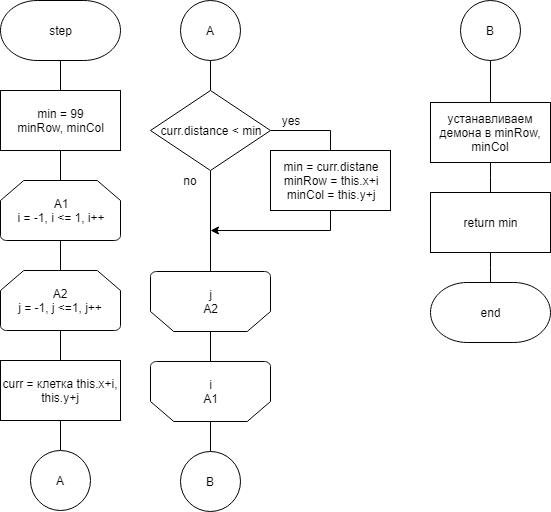 step
min = 99
minRow, minCol
A1
i = -1, i <= 1, i++
A2
j = -1, j <=1, j++
curr = клетка this.x+i,
this.y+j
A
A
curr.distance < min
yes
no
min = curr.distane
minRow = this.x+i
minCol = this.y+j
j
A2
i
A1
B
B
устанавливаем
демона в minRow,
minCol
return min
end